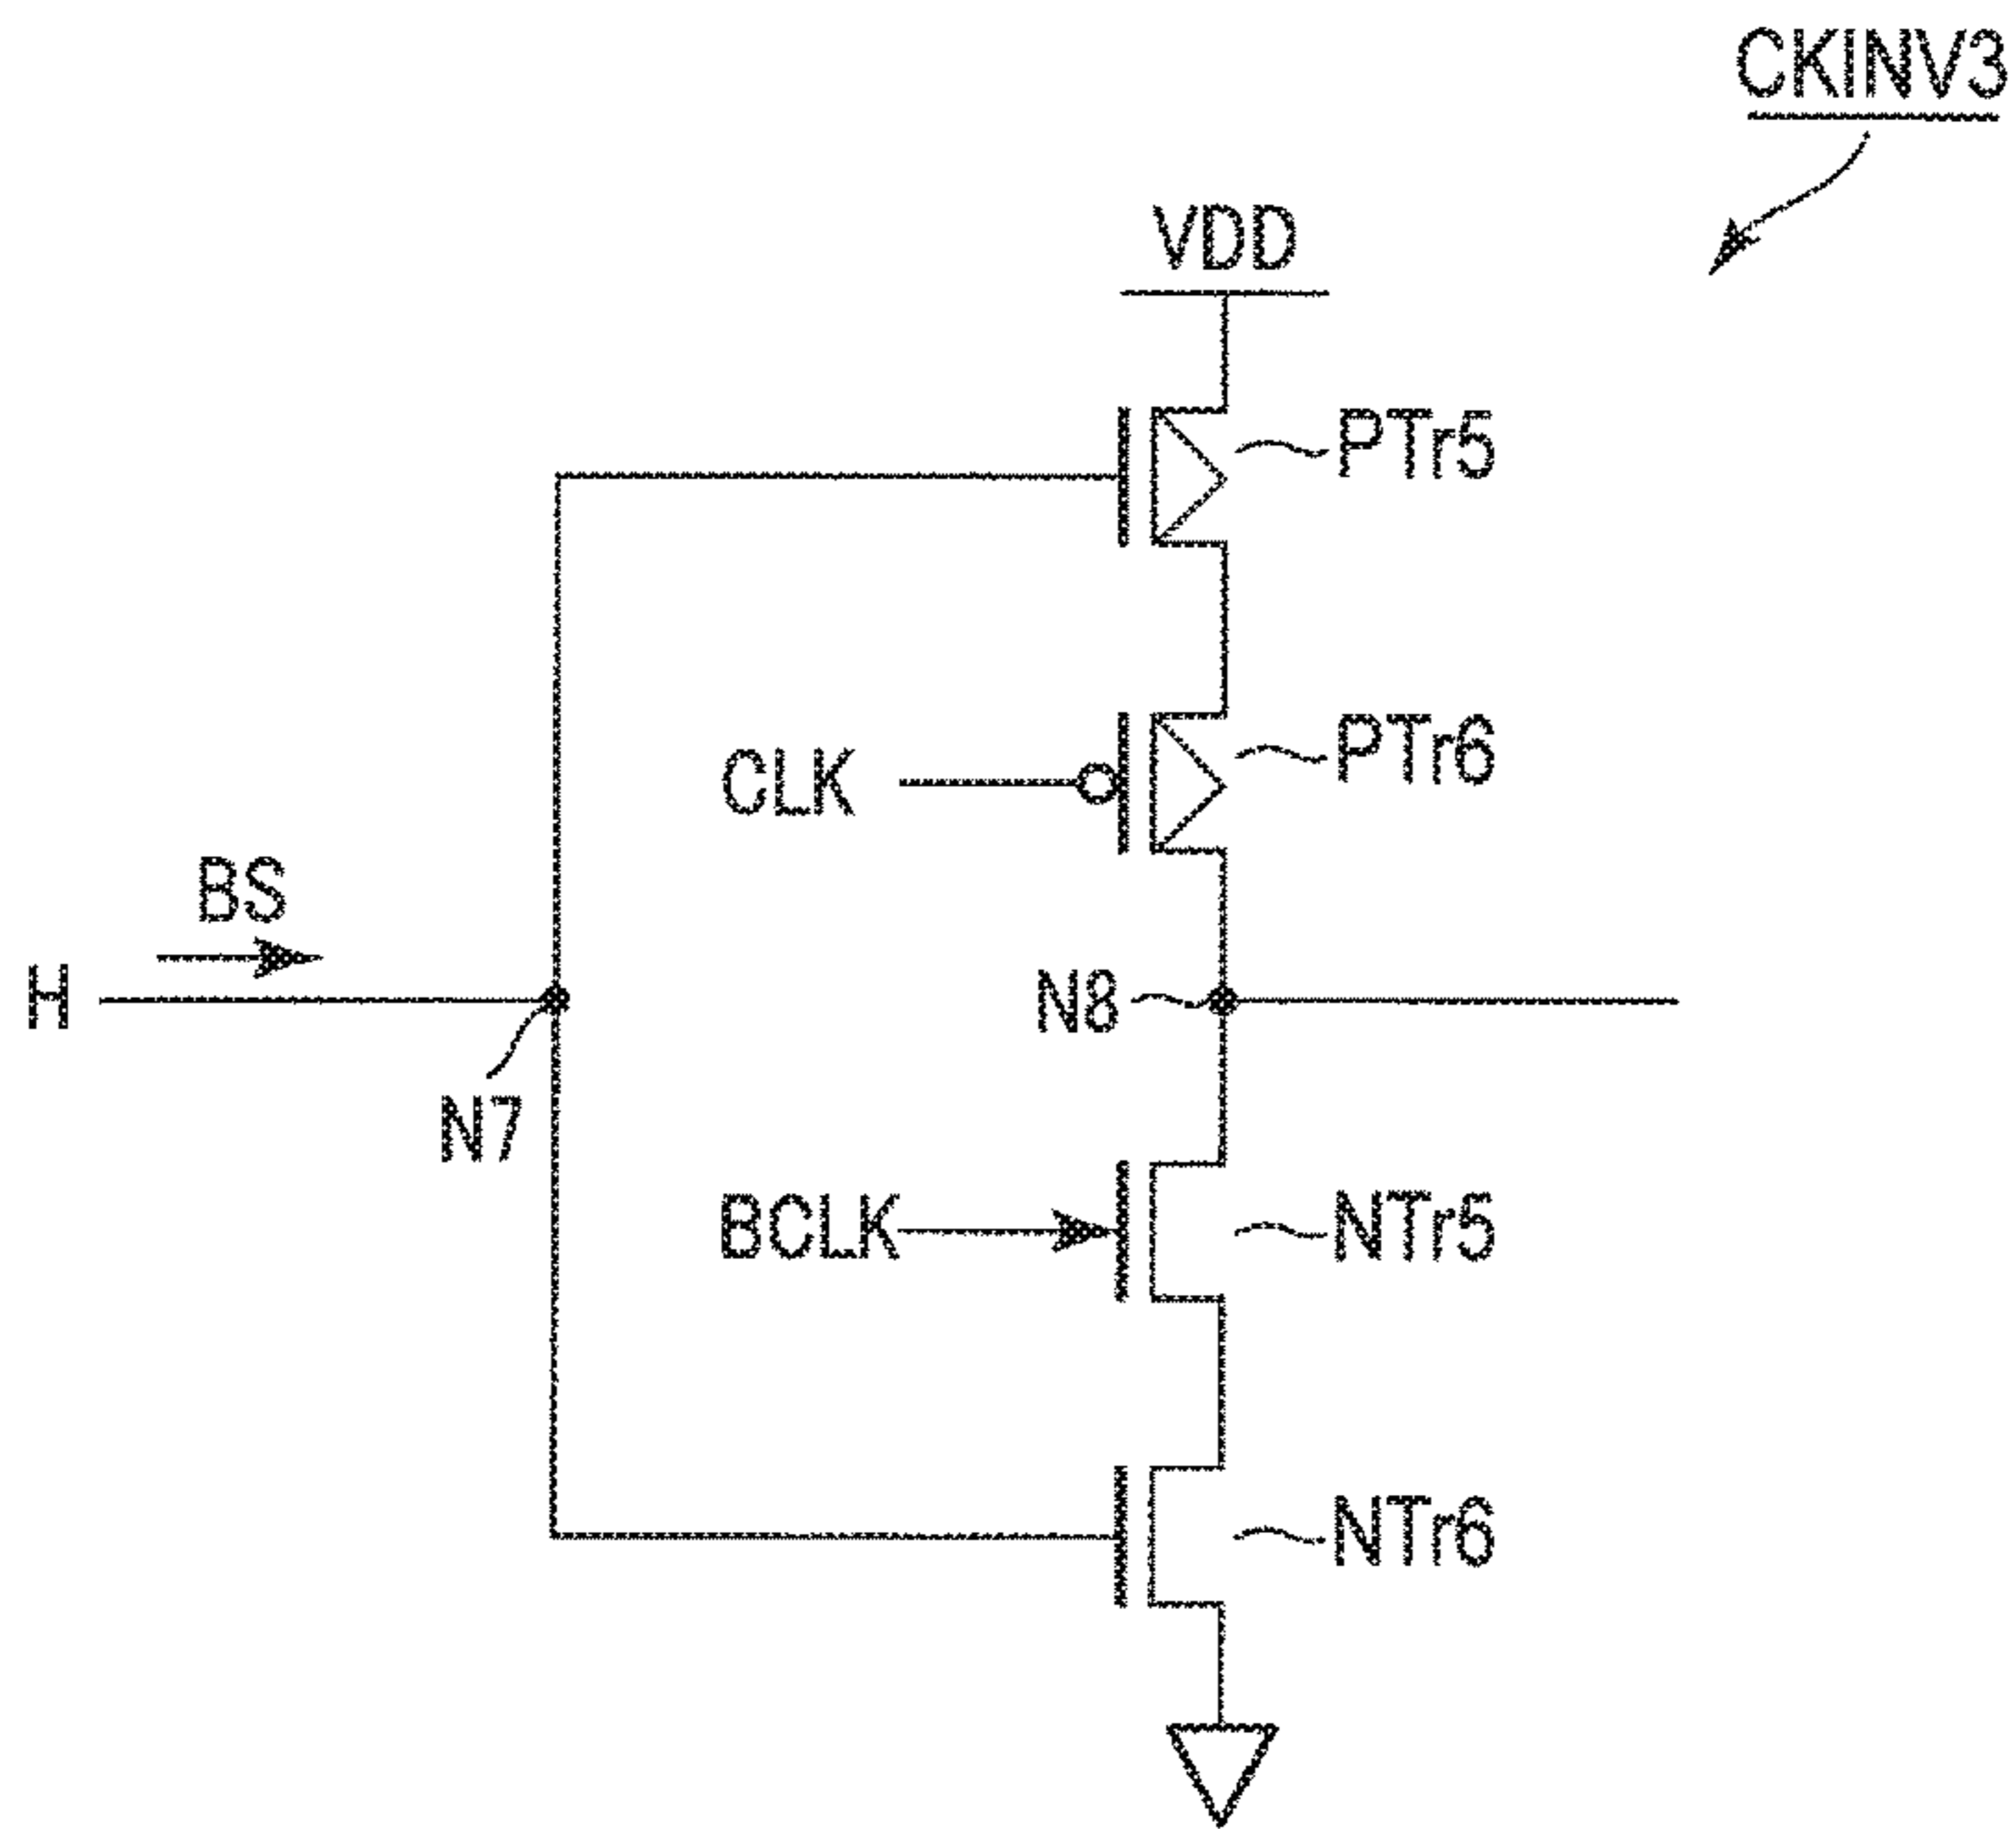 CKINV3
VDD
PTr5
CLK
PTr6
BS
H
N8
N7
BCLK
NTr5
NTr6